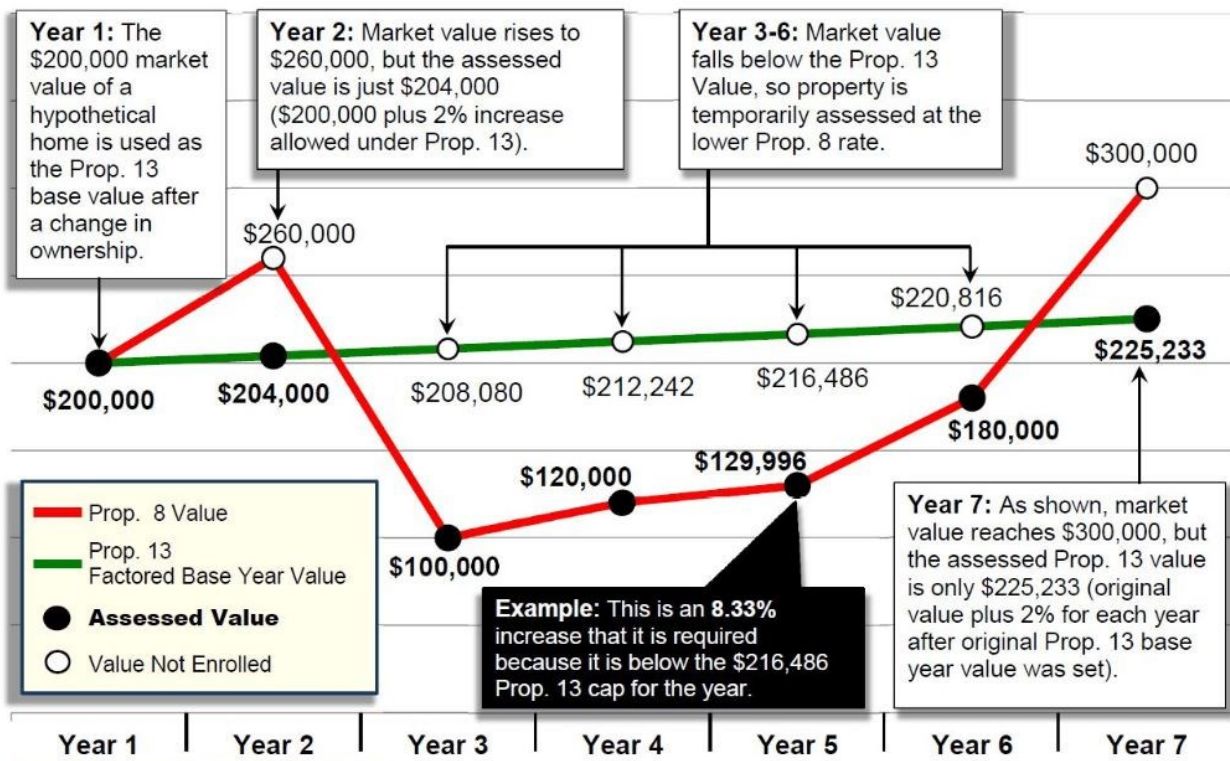 Year 1: The
$200,000 market
value of a
hypothetical
home is used as
the Prop. 13
base value after
a change in
ownership.
Year 2: Market value rises to
$260,000, but the assessed
value is just $204,000
($200,000 plus 2% increase
allowed under Prop. 13).
Year 3-6: Market value
falls below the Prop. 13
Value, so property is
temporarily assessed at the
lower Prop. 8 rate.
$300,000
$260,000
$220,816
$200,000
$204,000
$208,080
$212,242
$216,486
$225,233
$180,000
$129,996
$120,000
$100,000
Prop. 8 Value
Prop. 13
Factored Base Year Value
Assessed Value
Value Not Enrolled
Example: This is an 8.33%
increase that it is required
because it is below the $216,486
Prop. 13 cap for the year.
Year 7: As shown, market
value reaches $300,000, but
the assessed Prop. 13 value
is only $225,233 (original
value plus 2% for each year
after original Prop. 13 base
year value was set).
Year 1
Year 2
Year 3
Year 4
Year 5
Year 6
Year 7